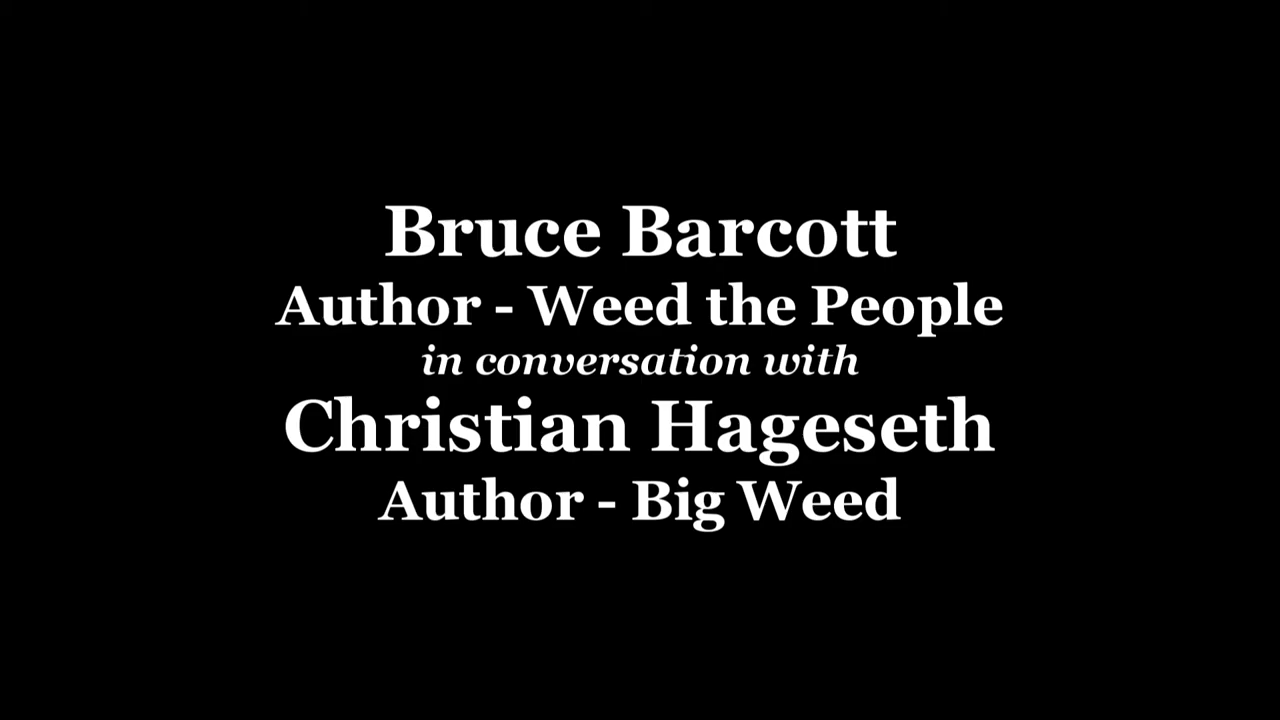 Bruce Barcott
Author - Weed the People
in conversation with
Christian Hageseth
Author - Big Weed